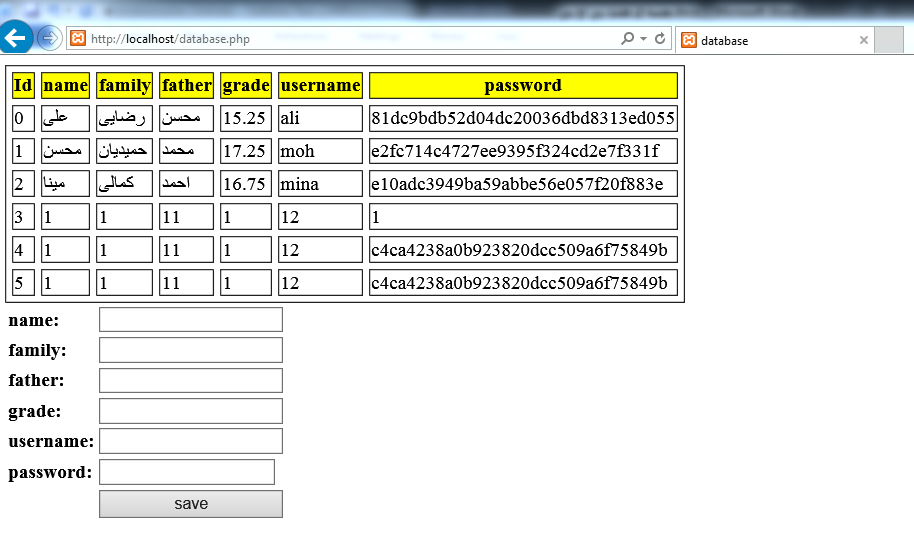 http://localhost/database.php
database
Id name family father grade username password
0 علی رضایی محسن 15.25 ali 81dc9bdb52d04dc20036dbd8313ed055
1 محسن حمیدیان محمد 17.25 moh e2fc714c4727ee9395f324cd2e7f331f
2 مینا کمالی احمد 16.75 mina e10adc3949ba59abbe56e057f20f883e
3 1 1 11 1 12 1
4 1 1 11 1 12 c4ca4238a0b923820dcc509a6f75849b
5 1 1 11 1 12 c4ca4238a0b923820dcc509a6f75849b
name:
family:
father:
grade:
username:
password:
save